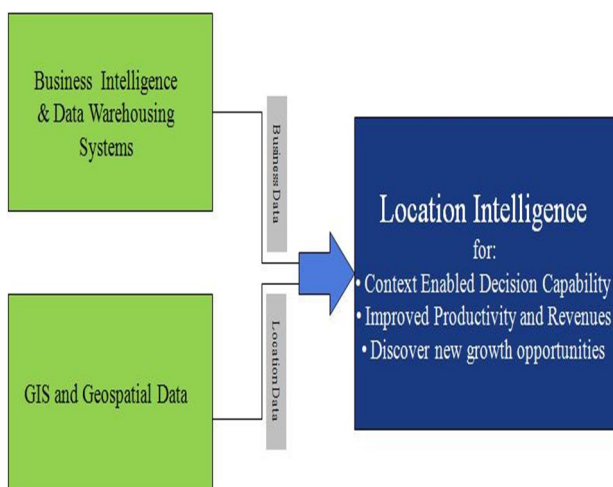 Business Intelligence
& Data Warehousing
Systems
Business Data
Location Intelligence
for:
• Context Enabled Decision Capability
• Improved Productivity and Revenues
• Discover new growth opportunities
GIS and Geospatial Data
Location Data